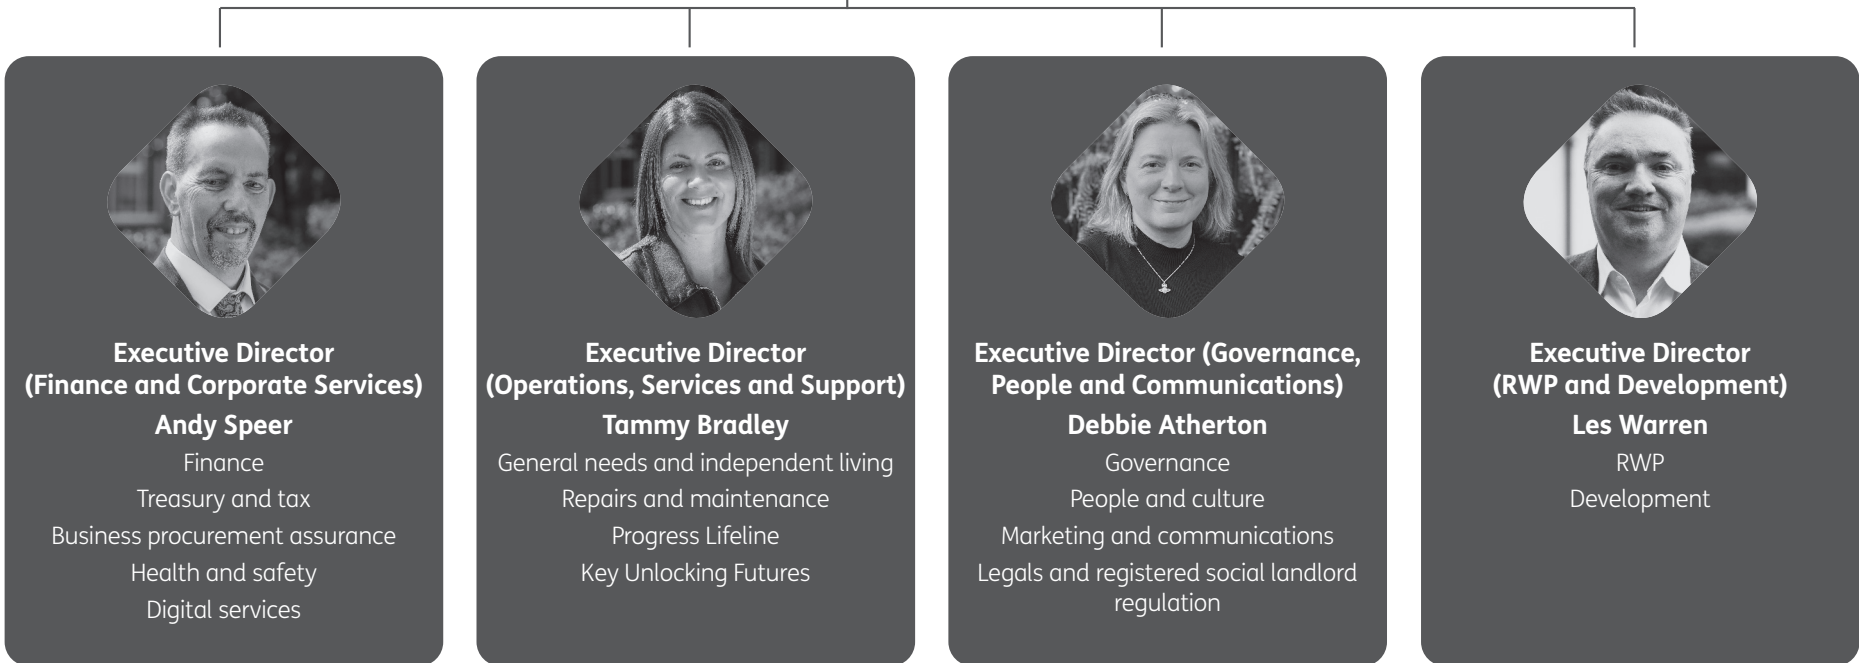 Executive Director
(Finance and Corporate Services)
Andy Speer
Finance
Treasury and tax
Business procurement assurance
Health and safety
Digital services
Executive Director
(Operations, Services and Support)
Tammy Bradley
General needs and independent living
Repairs and maintenance
Progress Lifeline
Key Unlocking Futures
Executive Director (Governance,
People and Communications)
Debbie Atherton
Governance
People and culture
Marketing and communications
Legals and registered social landlord
regulation
Executive Director
(RWP and Development)
Les Warren
RWP
Development